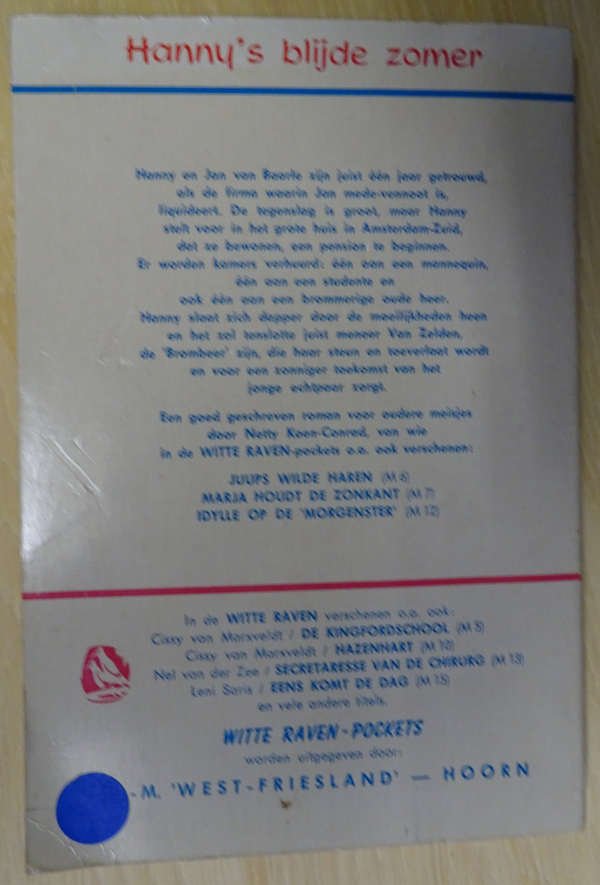 Hanny's blijde zomer
Hanny en Jan van Baarle zijn juist één jaar getrouwd,
als de firma waarin Jan mede-vennoot is,
liquideert. De tegenslag is groot, maar Hanny
stelt voor in het grote huis in Amsterdam-Zuid,
dat ze bewonen, een pension te beginnen.
Er worden kamers verhuurd: één aan een mannequin,
één aan een studente en
ook één aan een brommerige oude heer.
Hanny slaat zich dapper door de moeilijkheden heen
en het zal tenslotte juist meneer Van Zelden,
de 'Brombeer' zijn, die haar steun en toeverlaat wordt
en voor een zonniger toekomst van het
jonge echtpaar zorgt.
Een goed geschreven roman voor oudere meisjes
door Netty Koen-Conrad, van wie
in de WITTE RAVEN-pockets o.a. ook verschenen:
JUUPS WILDE HAREN (M 6)
MARJA HOUDT DE ZONKANT (M 7)
IDYLLE OP DE 'MORGENSTER' (M 12)
In de WITTE RAVEN verschenen o.a. ook:
Cissy van Marxveldt / DE KINGFORDSCHOOL (M 5)
Cissy van Marxveldt / HAZENHART (M 10)
Nel van der Zee / SECRETARESSE VAN DE CHIRURG (M 13)
Leni Saris / EENS KOMT DE DAG (M 15)
en vele andere titels.
WITTE RAVEN-POCKETS
worden uitgegeven door:
-M. 'WEST-FRIESLAND' — HOORN